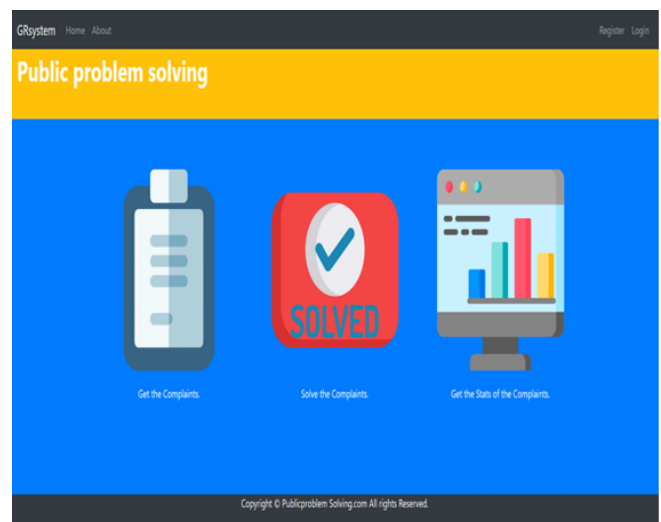 GRsystem Home About Register Login
Public problem solving
SOLVED
Get the Complaints. Solve the Complaints. Get the Stats of the Complaints.
Copyright © Publicproblem Solving.com All rights Reserved.